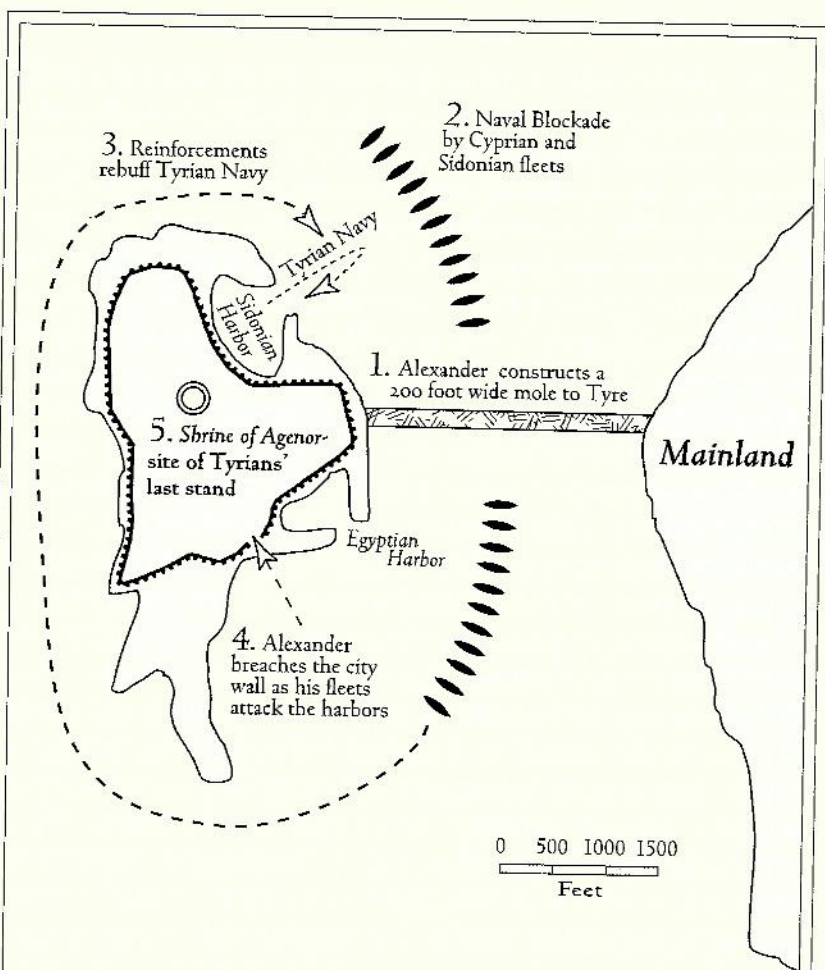 3. Reinforcements
rebuff Tyrian Navy
2. Naval Blockade
by Cyprian and
Sidonian fleets
Tyrian Navy
Sidonian
Harbor
1. Alexander constructs a
200 foot wide mole to Tyre
5. Shrine of Agenor-
site of Tyrians'
last stand
Mainland
Egyptian
Harbor
4. Alexander
breaches the city
wall as his fleets
attack the harbors
0 500 1000 1500
Feet